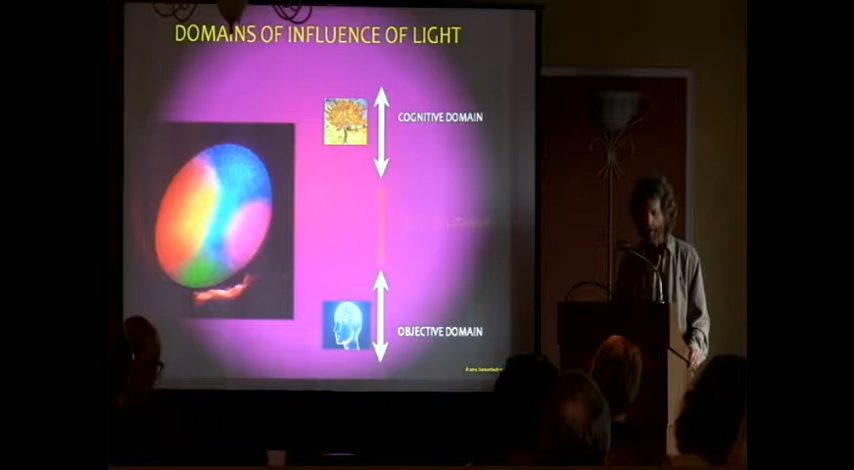 DOMAINS OF INFLUENCE OF LIGHT
COGNITIVE DOMAIN
OBJECTIVE DOMAIN